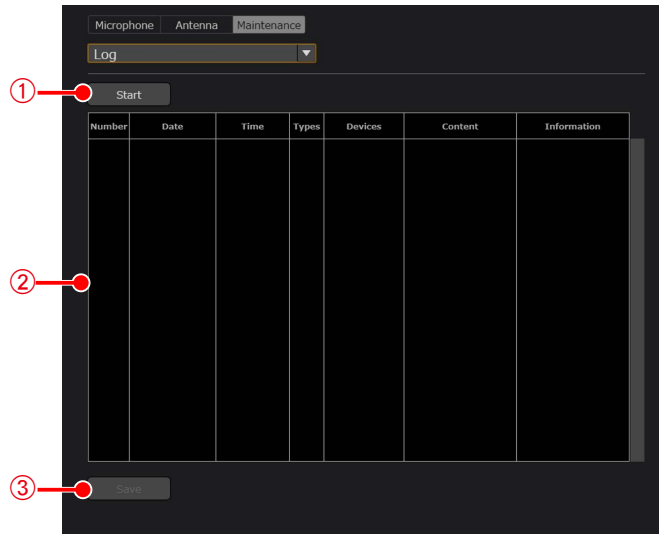 Microphone Antenna Maintenance
Log
① Start
Number Date Time Types Devices Content Information
②
③ Save